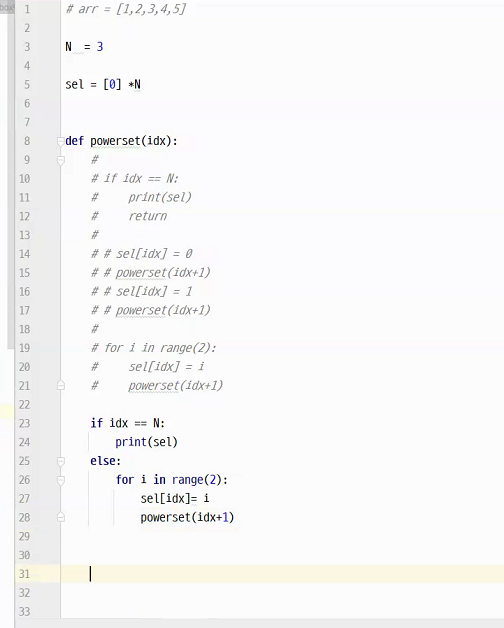 1 # arr = [1,2,3,4,5]
2
3 N = 3
4
5 sel = [0] *N
6
7
8 def powerset(idx):
9 #
10 # if idx == N:
11 #     print(sel)
12 #     return
13 #
14 # # sel[idx] = 0
15 # # powerset(idx+1)
16 # # sel[idx] = 1
17 # # powerset(idx+1)
18 #
19 # for i in range(2):
20 #     sel[idx] = i
21 #     powerset(idx+1)
22
23 if idx == N:
24 print(sel)
25 else:
26 for i in range(2):
27 sel[idx]= i
28 powerset(idx+1)
29
30
31
32
33